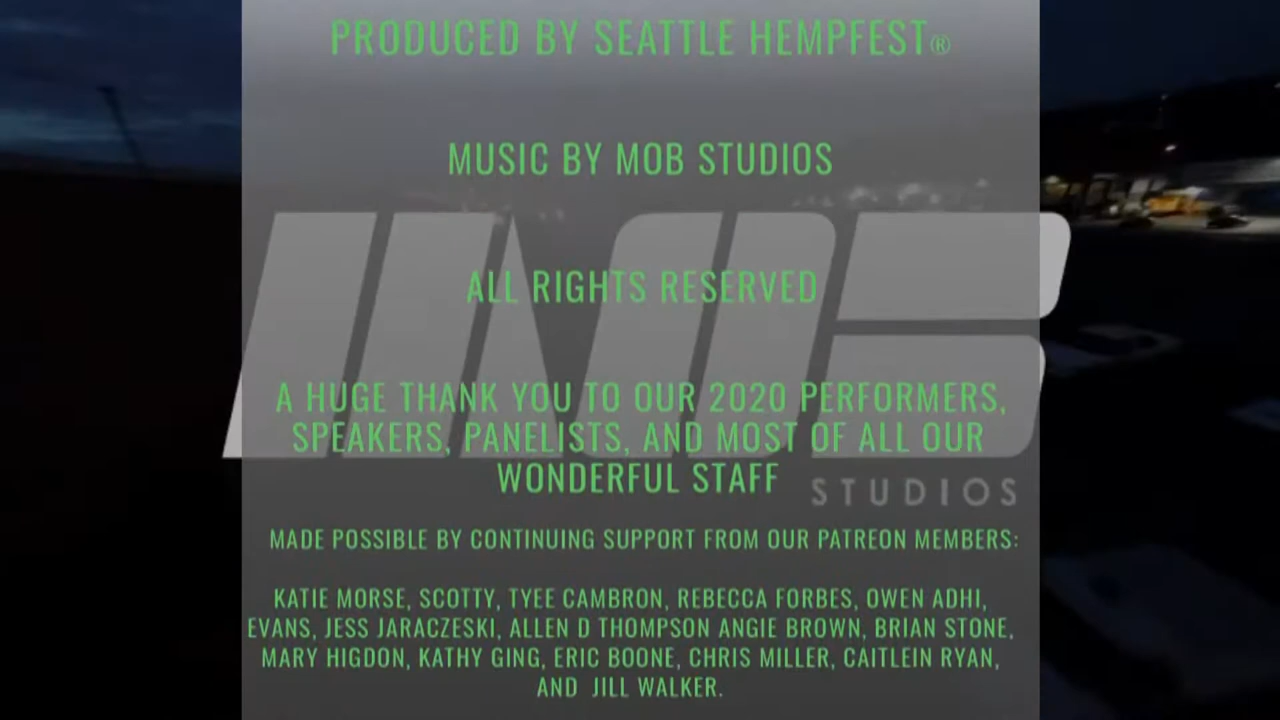 PRODUCED BY SEATTLE HEMPFEST®
MUSIC BY MOB STUDIOS
ALL RIGHTS RESERVED
A HUGE THANK YOU TO OUR 2020 PERFORMERS,
SPEAKERS, PANELISTS, AND MOST OF ALL OUR
WONDERFUL STAFF
STUDIOS
MADE POSSIBLE BY CONTINUING SUPPORT FROM OUR PATREON MEMBERS:
KATIE MORSE, SCOTTY, TYEE CAMBRON, REBECCA FORBES, OWEN ADHI,
EVANS, JESS JARACZESKI, ALLEN D THOMPSON ANGIE BROWN, BRIAN STONE,
MARY HIGDON, KATHY GING, ERIC BOONE, CHRIS MILLER, CAITLEIN RYAN,
AND JILL WALKER.